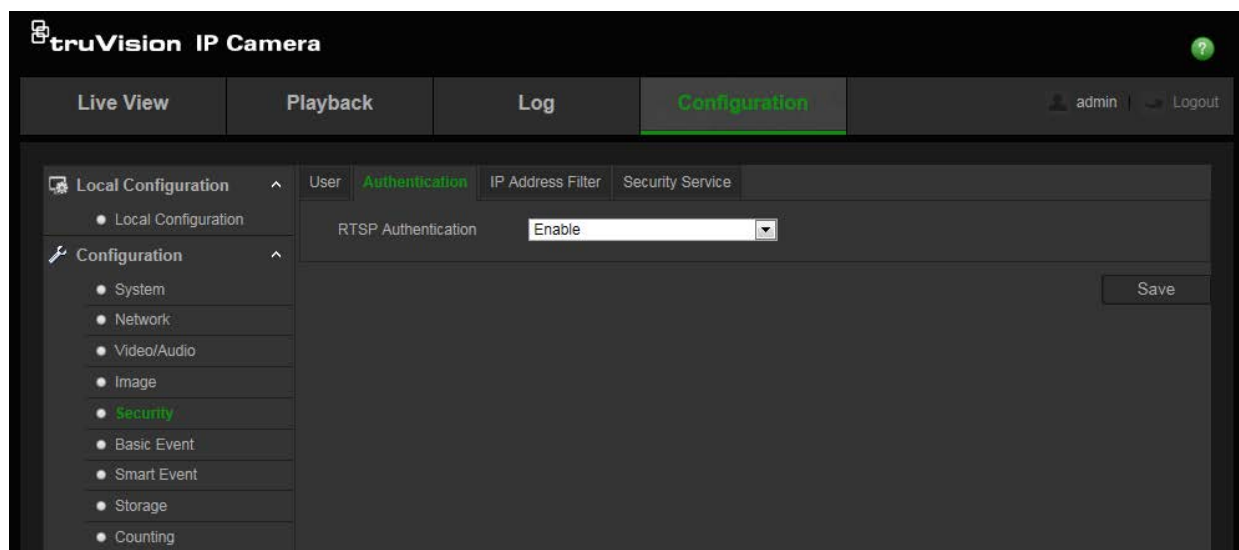 truVision IP Camera
?
Live View Playback Log Configuration admin | Logout
Local Configuration
Local Configuration
Configuration
System
Network
Video/Audio
Image
Security
Basic Event
Smart Event
Storage
Counting
User Authentication IP Address Filter Security Service
RTSP Authentication Enable
Save